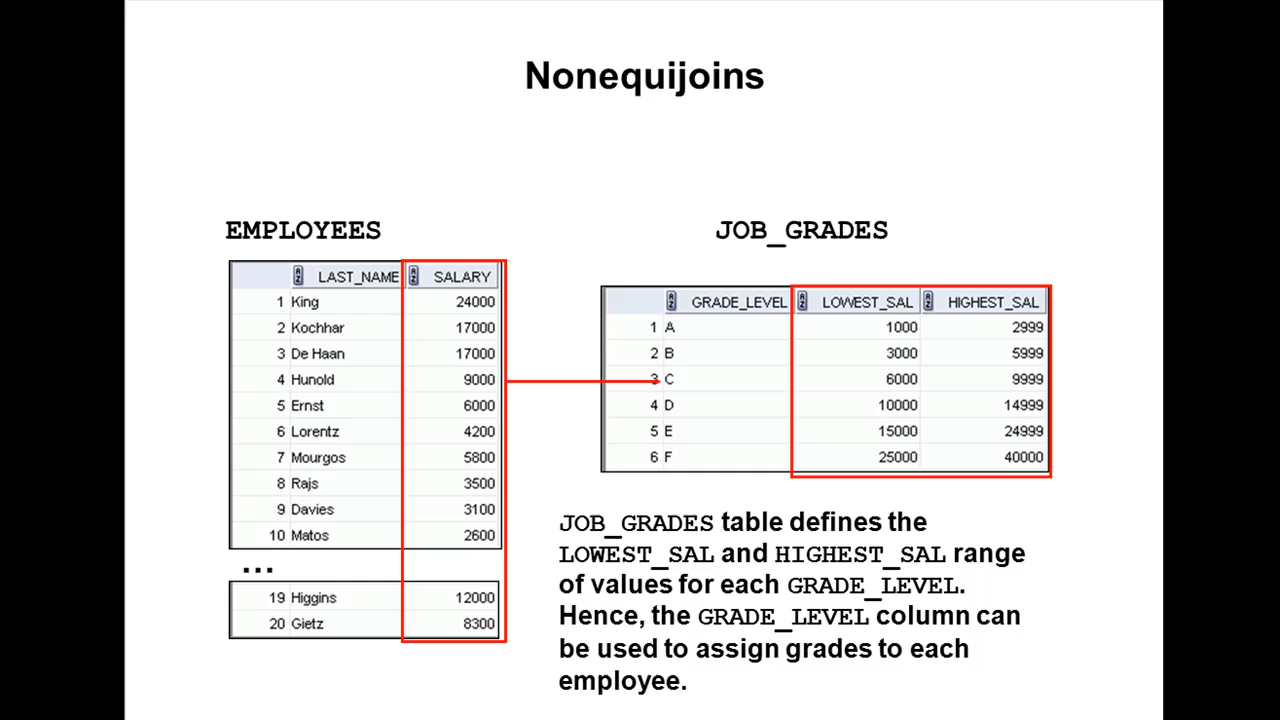 Nonequijoins
EMPLOYEES
LAST_NAME SALARY
1 King 24000
2 Kochhar 17000
3 De Haan 17000
4 Hunold 9000
5 Ernst 6000
6 Lorentz 4200
7 Mourgos 5800
8 Rajs 3500
9 Davies 3100
10 Matos 2600
...
19 Higgins 12000
20 Gietz 8300
JOB_GRADES
GRADE_LEVEL LOWEST_SAL HIGHEST_SAL
1 A 1000 2999
2 B 3000 5999
3 C 6000 9999
4 D 10000 14999
5 E 15000 24999
6 F 25000 40000
JOB_GRADES table defines the
LOWEST_SAL and HIGHEST_SAL range
of values for each GRADE_LEVEL.
Hence, the GRADE_LEVEL column can
be used to assign grades to each
employee.